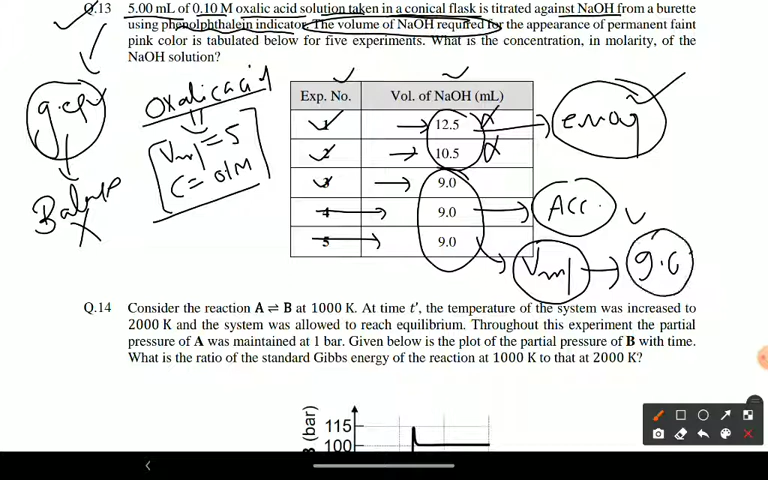 Q.13 5.00 mL of 0.10 M oxalic acid solution taken in a conical flask is titrated against NaOH from a burette
using phenolphthalein indicator. The volume of NaOH required for the appearance of permanent faint
pink color is tabulated below for five experiments. What is the concentration, in molarity, of the
NaOH solution?
Exp. No. Vol. of NaOH (mL)
1 12.5
2 10.5
3 9.0
4 9.0
5 9.0
g.eqv
Oxalic acid
Vml = 5
C = 0.1M
Acc.
Vml
Q.14 Consider the reaction A ⇌ B at 1000 K. At time t', the temperature of the system was increased to
2000 K and the system was allowed to reach equilibrium. Throughout this experiment the partial
pressure of A was maintained at 1 bar. Given below is the plot of the partial pressure of B with time.
What is the ratio of the standard Gibbs energy of the reaction at 1000 K to that at 2000 K?
(bar)
115
100